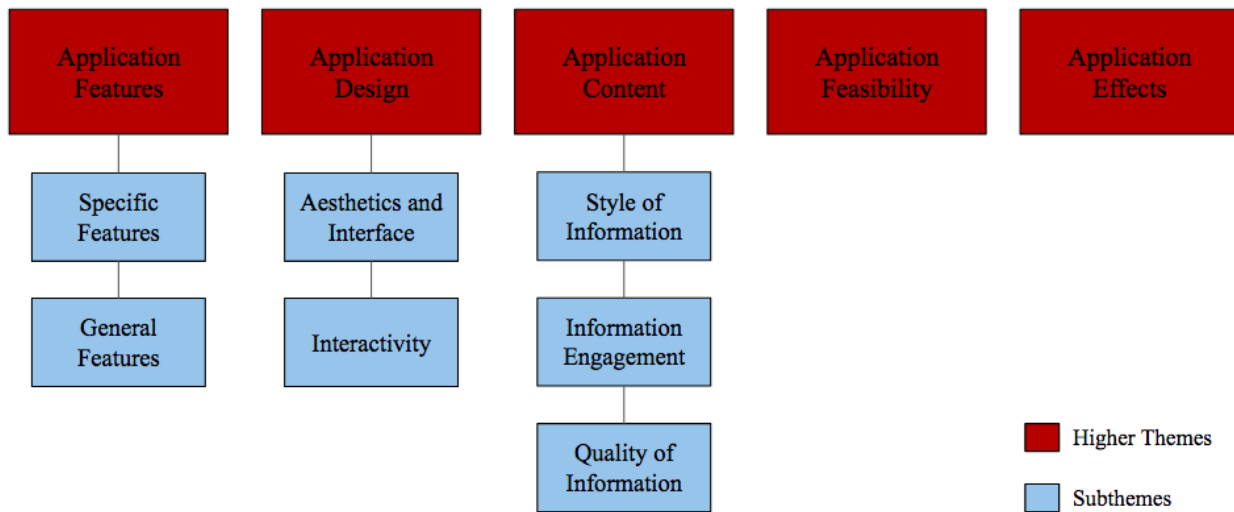 Application
Features
Application
Design
Application
Content
Application
Feasibility
Application
Effects
Specific
Features
Aesthetics and
Interface
Style of
Information
General
Features
Interactivity
Information
Engagement
Quality of
Information
Higher Themes
Subthemes